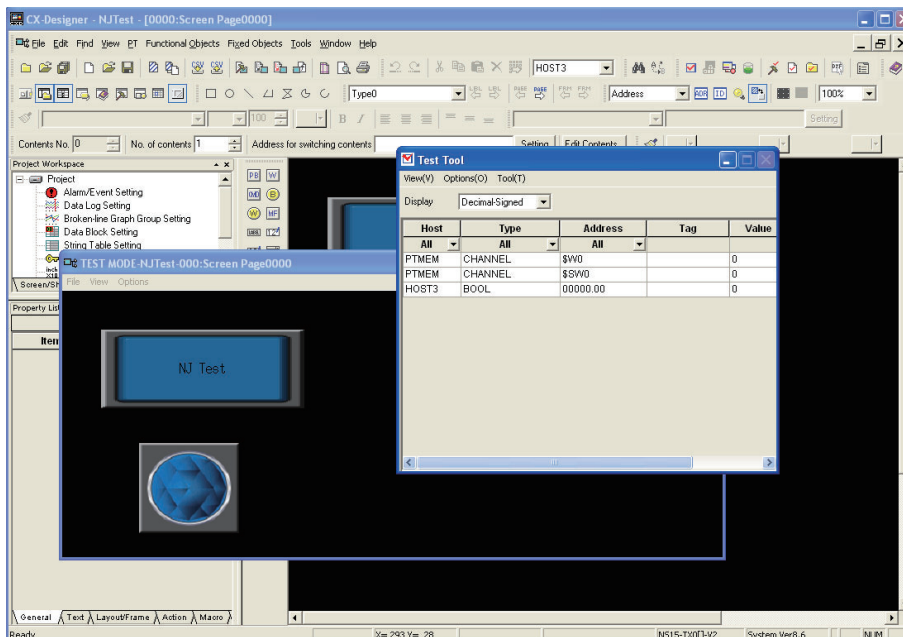 CX-Designer - NJTest - [0000:Screen Page0000]
File Edit Find View PT Functional Objects Fixed Objects Tools Window Help
HOST3
Type0 Address 100%
100 B I Setting
Contents No. 0 No. of contents 1 Address for switching contents Setting Edit Contents
Project Workspace
Project
Alarm/Event Setting
Data Log Setting
Broken-line Graph Group Setting
Data Block Setting
String Table Setting
Test Tool
View(V) Options(O) Tool(T)
Display Decimal-Signed
Host Type Address Tag Value
All All All
PTMEM CHANNEL $W0 0
PTMEM CHANNEL $SW0 0
HOST3 BOOL 00000.00 0
TEST MODE-NJTest-000:Screen Page0000
File View Options
NJ Test
Property
General Text Layout/Frame Action Macro
Ready X= 293 Y= 28 System Ver8.6 NUM